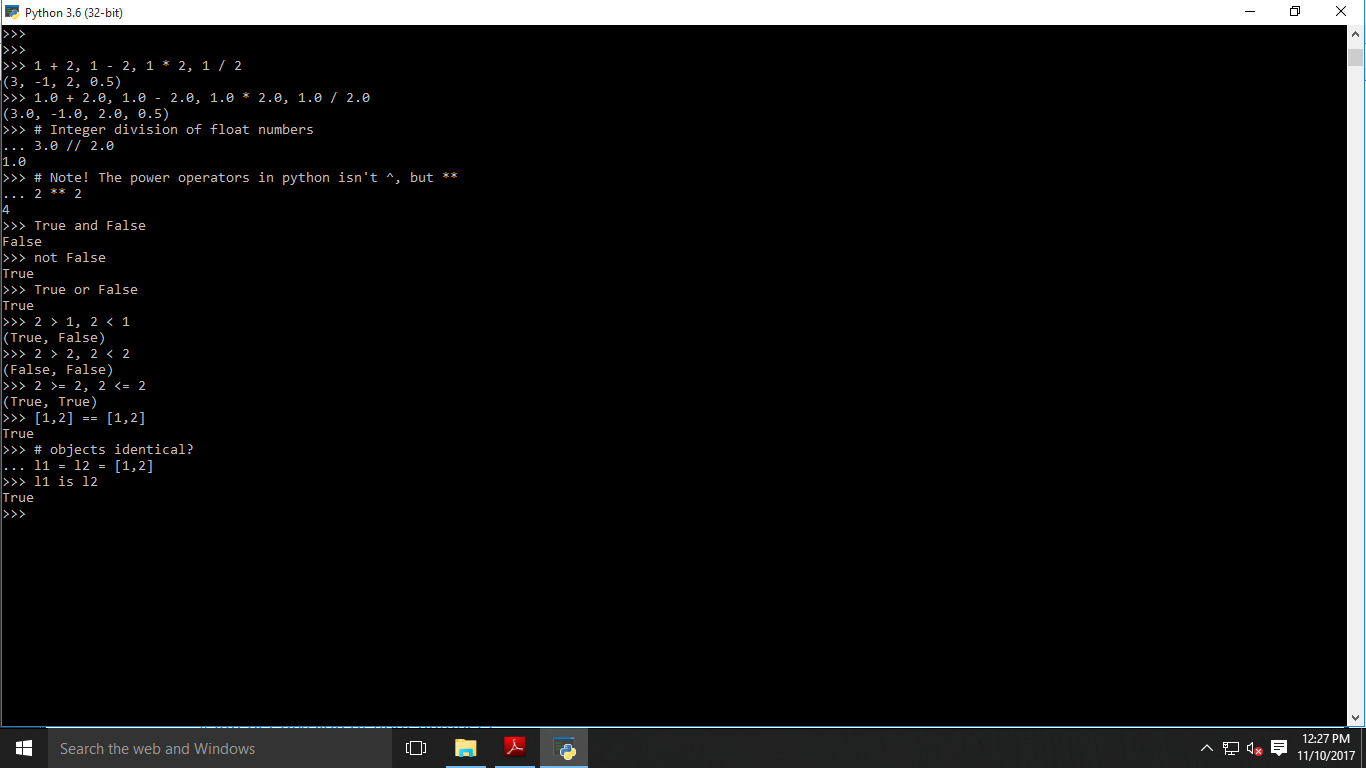 Python 3.6 (32-bit)
>>>
>>>
>>> 1 + 2, 1 - 2, 1 * 2, 1 / 2
(3, -1, 2, 0.5)
>>> 1.0 + 2.0, 1.0 - 2.0, 1.0 * 2.0, 1.0 / 2.0
(3.0, -1.0, 2.0, 0.5)
>>> # Integer division of float numbers
... 3.0 // 2.0
1.0
>>> # Note! The power operators in python isn't ^, but **
... 2 ** 2
4
>>> True and False
False
>>> not False
True
>>> True or False
True
>>> 2 > 1, 2 < 1
(True, False)
>>> 2 > 2, 2 < 2
(False, False)
>>> 2 >= 2, 2 <= 2
(True, True)
>>> [1,2] == [1,2]
True
>>> # objects identical?
... l1 = l2 = [1,2]
>>> l1 is l2
True
>>>
Search the web and Windows
12:27 PM
11/10/2017